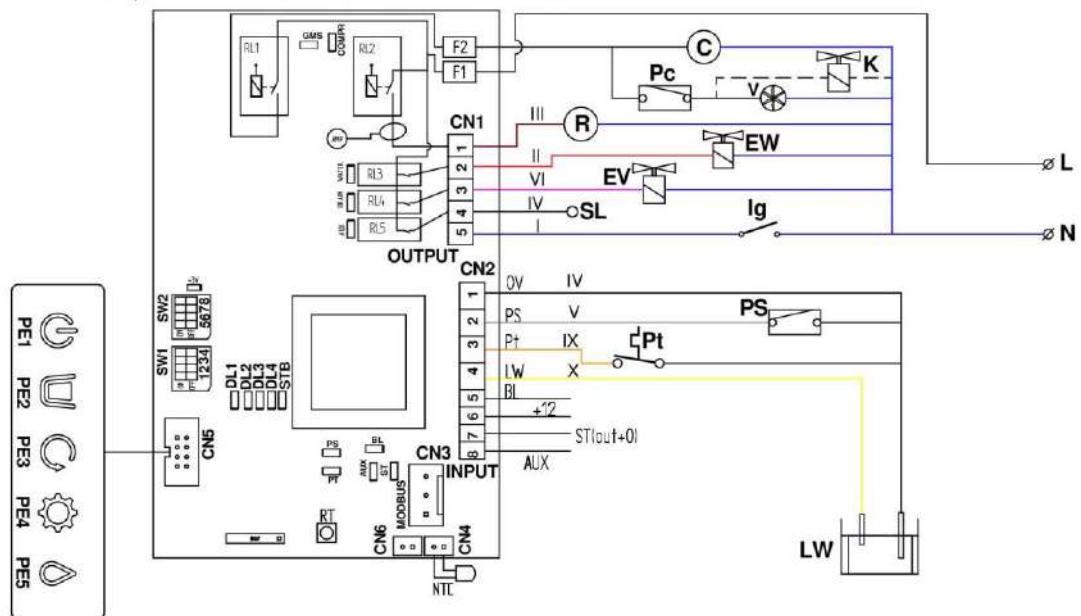 RL1
GMS
COMPR
RL2
F2
F1
C
K
Pc
V
CN1
III
R
1
II
EW
2
RL3
VI
EV
3
RL4
IV
SL
4
RL5
I
Ig
5
OUTPUT
L
N
CN2
0V
IV
1
PS
V
PS
2
Pt
IX
Pt
3
LW
X
4
BL
5
+12
6
ST(out+0)
7
AUX
8
INPUT
SW2
5678
SW1
1234
DL1
DL2
DL3
DL4
STB
CN5
PS
BL
PT
AUX
ST
CN3
MODBUS
RT
CN6
CN4
NTC
LW
PE1
PE2
PE3
PE4
PE5